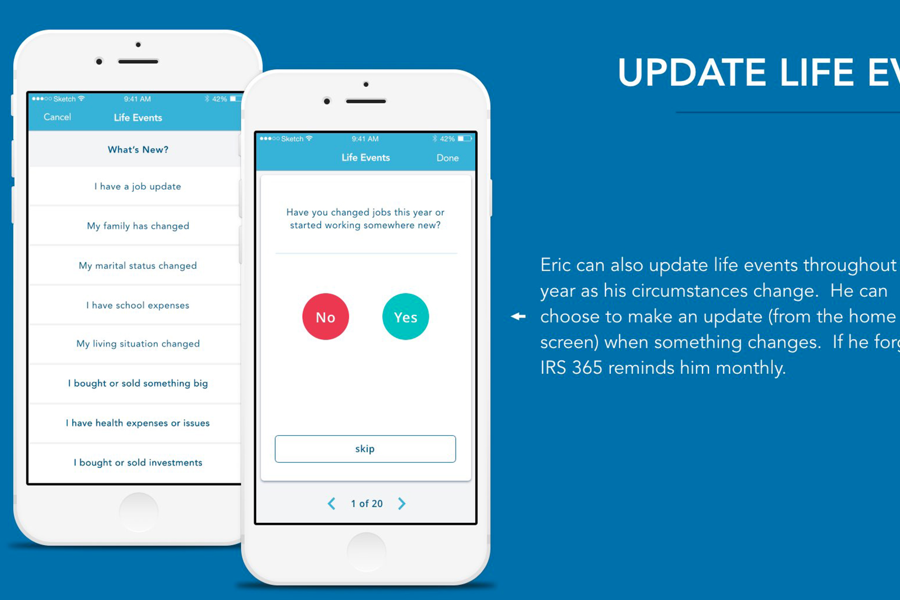 Sketch 9:41 AM 42%
Cancel Life Events
What's New?
I have a job update
My family has changed
My marital status changed
I have school expenses
My living situation changed
I bought or sold something big
I have health expenses or issues
I bought or sold investments
Sketch 9:41 AM 42%
Life Events Done
Have you changed jobs this year or
started working somewhere new?
No Yes
skip
1 of 20
UPDATE LIFE EV
Eric can also update life events throughout
year as his circumstances change. He can
choose to make an update (from the home
screen) when something changes. If he forg
IRS 365 reminds him monthly.